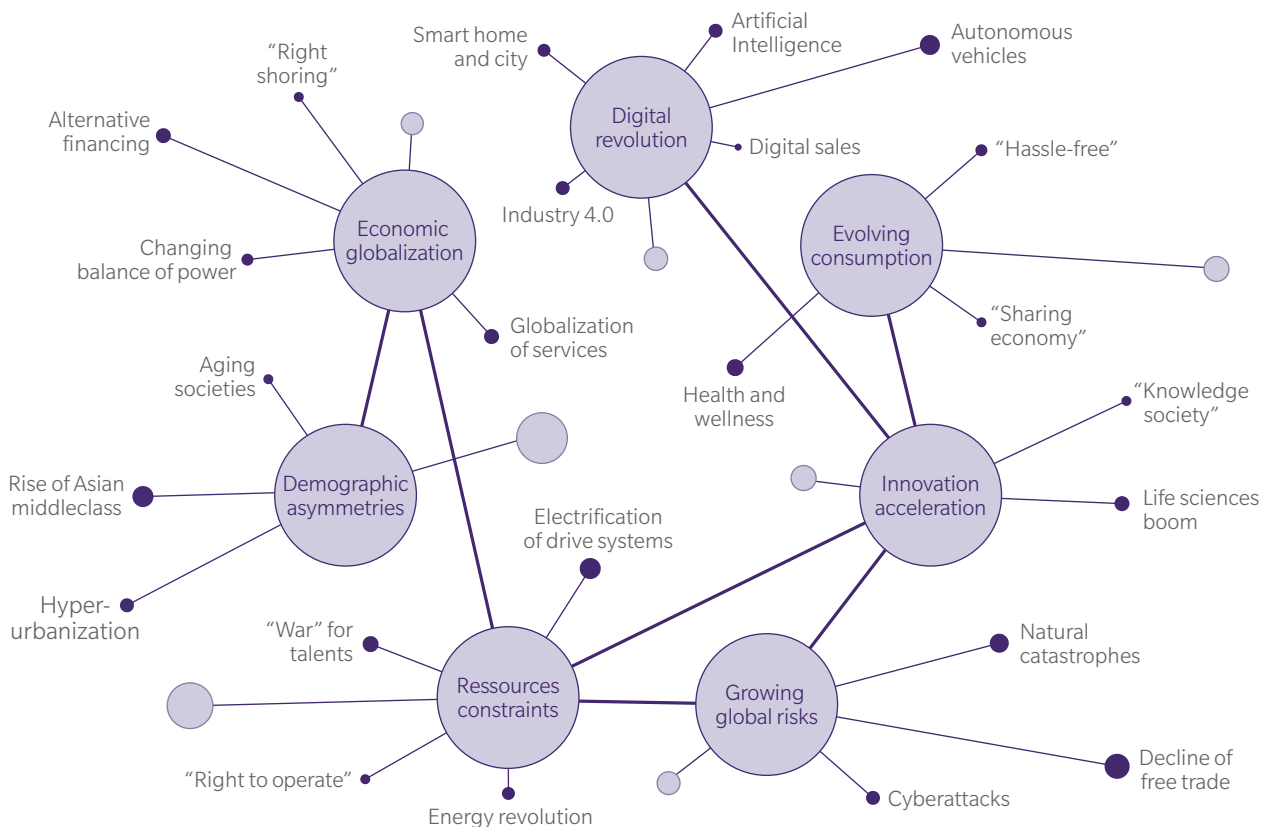 Smart home
and city
Artificial
Intelligence
Autonomous
vehicles
“Right
shoring”
Alternative
financing
Digital
revolution
Digital sales
“Hassle-free”
Industry 4.0
Economic
globalization
Evolving
consumption
Changing
balance of power
Globalization
of services
“Sharing
economy”
Aging
societies
Health and
wellness
“Knowledge
society”
Rise of Asian
middleclass
Demographic
asymmetries
Innovation
acceleration
Life sciences
boom
Electrification
of drive systems
Hyper-
urbanization
“War” for
talents
Natural
catastrophes
Ressources
constraints
Growing
global risks
“Right to operate”
Energy revolution
Cyberattacks
Decline of
free trade